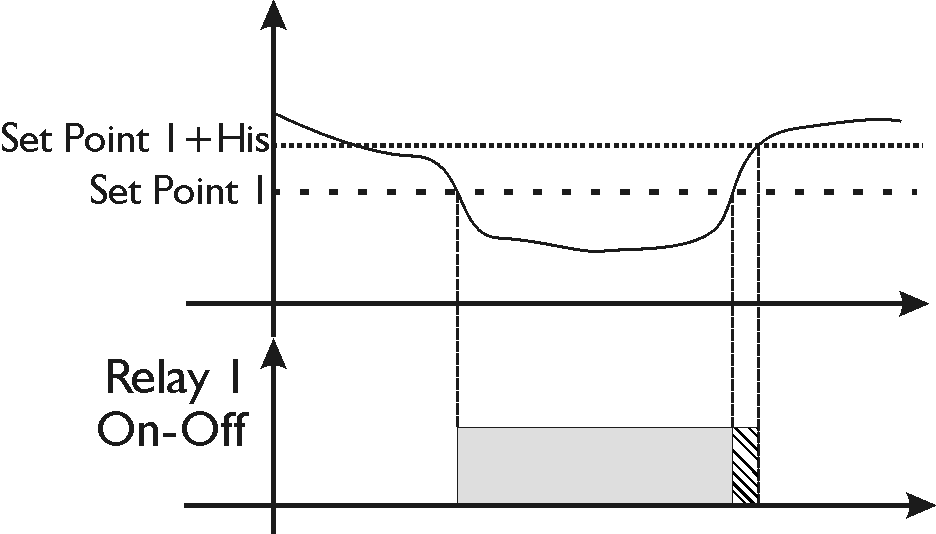 Set Point 1+His
Set Point 1
Relay 1
On-Off